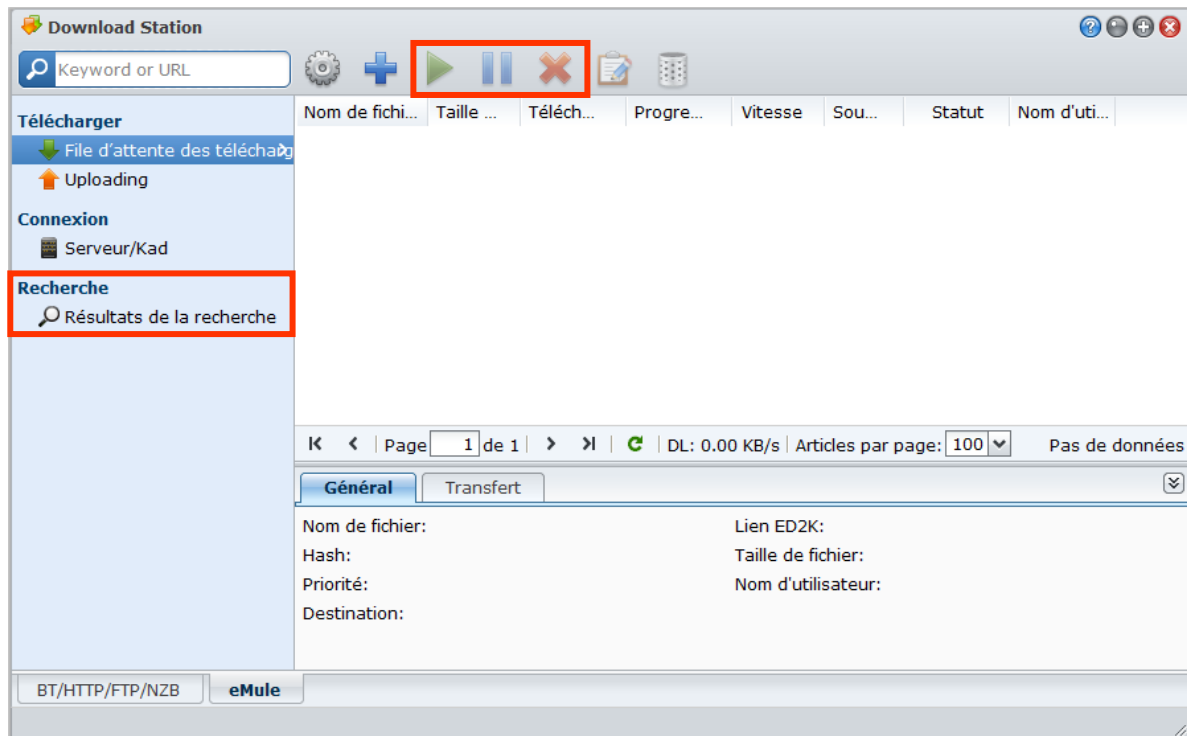 Download Station
Keyword or URL
Nom de fichi... Taille ... Téléch... Progre... Vitesse Sou... Statut Nom d'uti...
Télécharger
File d'attente des télécharg
Uploading
Connexion
Serveur/Kad
Recherche
Résultats de la recherche
Page 1 de 1 DL: 0.00 KB/s Articles par page: 100 Pas de données
Général Transfert
Nom de fichier: Lien ED2K:
Hash: Taille de fichier:
Priorité: Nom d'utilisateur:
Destination:
BT/HTTP/FTP/NZB eMule